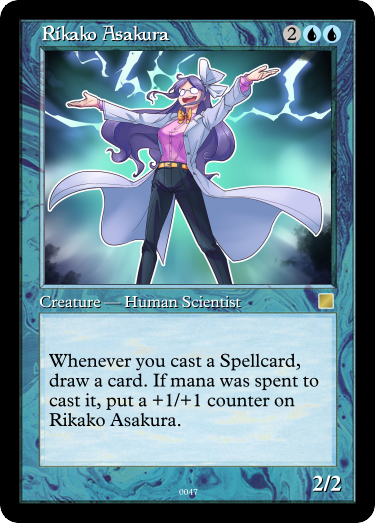 Rikako Asakura 2
Creature — Human Scientist
Whenever you cast a Spellcard,
draw a card. If mana was spent to
cast it, put a +1/+1 counter on
Rikako Asakura.
2/2
0047